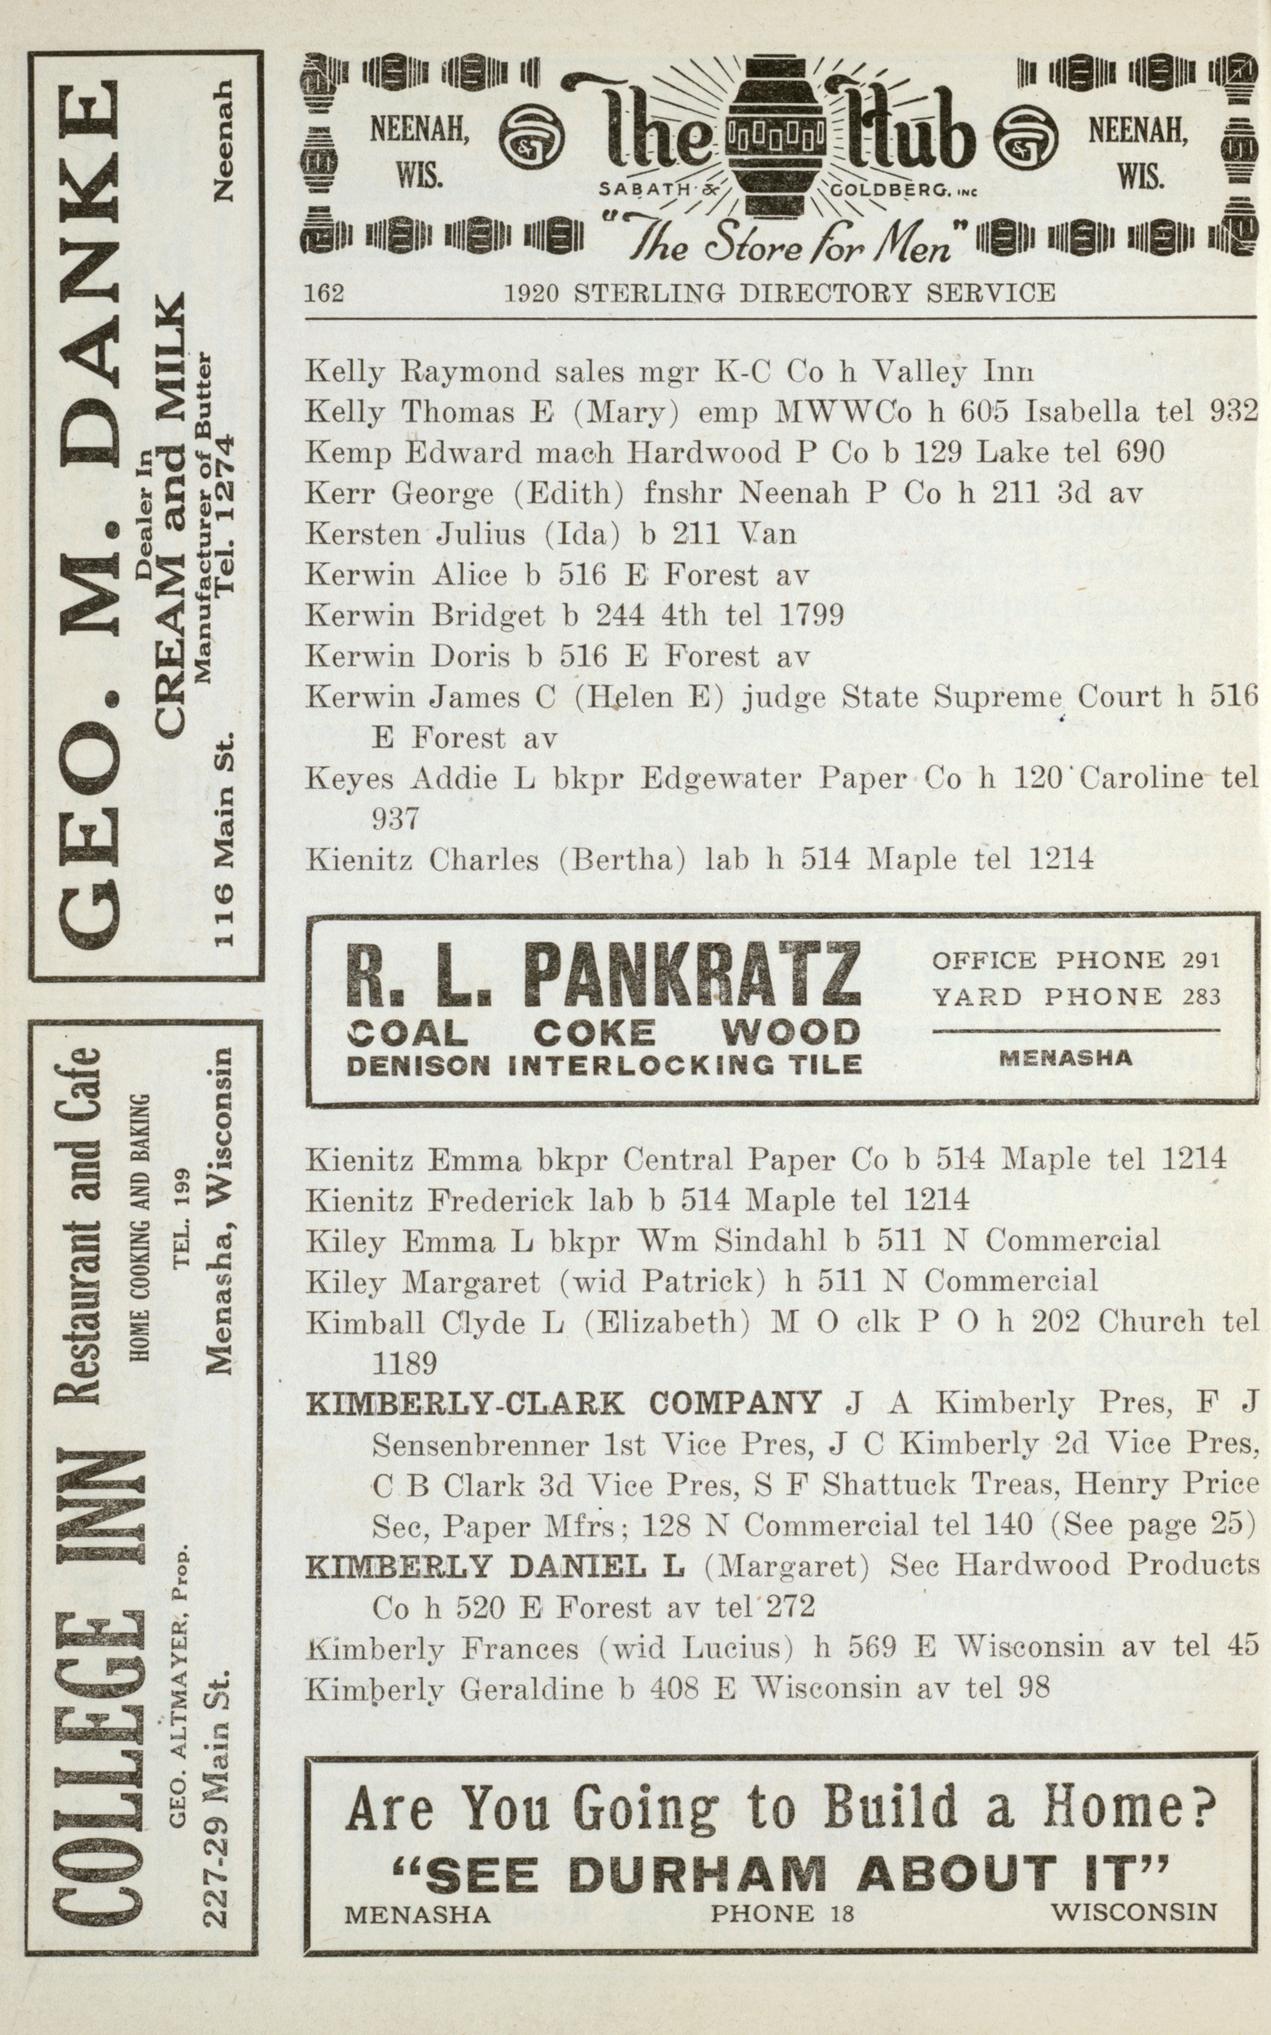 NEENAH,
WIS.
The Hub
SABATH & GOLDBERG, INC
"The Store for Men"
NEENAH,
WIS.
162 1920 STERLING DIRECTORY SERVICE
Kelly Raymond sales mgr K-C Co h Valley Inn
Kelly Thomas E (Mary) emp MWWCo h 605 Isabella tel 932
Kemp Edward mach Hardwood P Co b 129 Lake tel 690
Kerr George (Edith) fnshr Neenah P Co h 211 3d av
Kersten Julius (Ida) b 211 Van
Kerwin Alice b 516 E Forest av
Kerwin Bridget b 244 4th tel 1799
Kerwin Doris b 516 E Forest av
Kerwin James C (Helen E) judge State Supreme Court h 516
E Forest av
Keyes Addie L bkpr Edgewater Paper Co h 120 Caroline tel
937
Kienitz Charles (Bertha) lab h 514 Maple tel 1214
R. L. PANKRATZ
COAL COKE WOOD
DENISON INTERLOCKING TILE
OFFICE PHONE 291
YARD PHONE 283
MENASHA
Kienitz Emma bkpr Central Paper Co b 514 Maple tel 1214
Kienitz Frederick lab b 514 Maple tel 1214
Kiley Emma L bkpr Wm Sindahl b 511 N Commercial
Kiley Margaret (wid Patrick) h 511 N Commercial
Kimball Clyde L (Elizabeth) M O clk P O h 202 Church tel
1189
KIMBERLY-CLARK COMPANY J A Kimberly Pres, F J
Sensenbrenner 1st Vice Pres, J C Kimberly 2d Vice Pres,
C B Clark 3d Vice Pres, S F Shattuck Treas, Henry Price
Sec, Paper Mfrs; 128 N Commercial tel 140 (See page 25)
KIMBERLY DANIEL L (Margaret) Sec Hardwood Products
Co h 520 E Forest av tel 272
Kimberly Frances (wid Lucius) h 569 E Wisconsin av tel 45
Kimberly Geraldine b 408 E Wisconsin av tel 98
Are You Going to Build a Home?
"SEE DURHAM ABOUT IT"
MENASHA PHONE 18 WISCONSIN
GEO. M. DANKE
Dealer In
CREAM and MILK
Manufacturer of Butter
116 Main St. Tel. 1274 Neenah
COLLEGE INN Restaurant and Cafe
HOME COOKING AND BAKING
GEO. ALTMAYER, Prop. TEL. 199
227-29 Main St. Menasha, Wisconsin